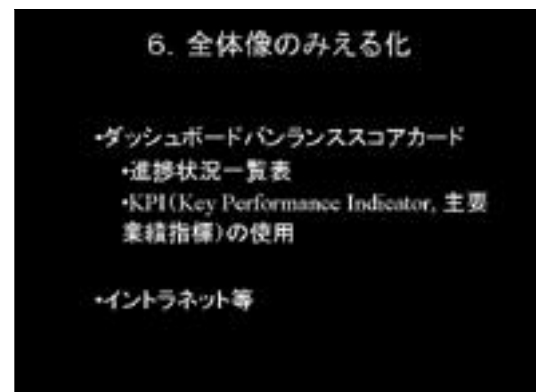 6. 全体像のみえる化
・ダッシュボードバンランススコアカード
・進捗状況一覧表
・KPI(Key Performance Indicator, 主要
業績指標)の使用
・イントラネット等